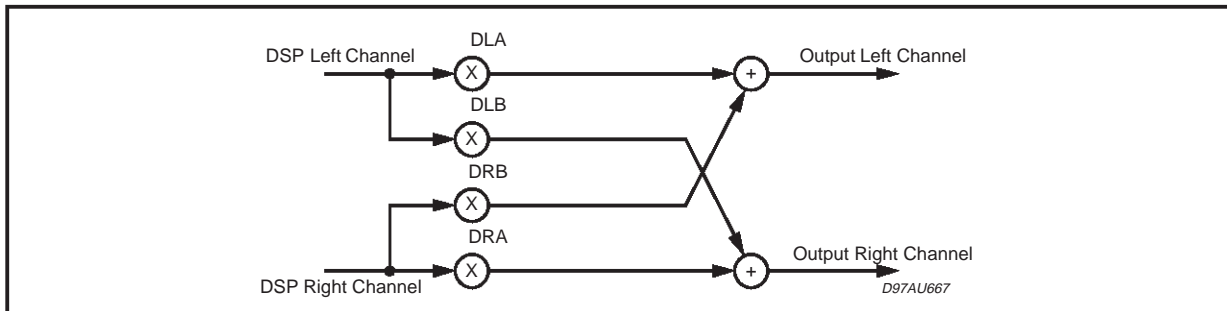 DLA
DSP Left Channel
Output Left Channel
X
+
DLB
X
DRB
X
DRA
Output Right Channel
X
+
DSP Right Channel
D97AU667